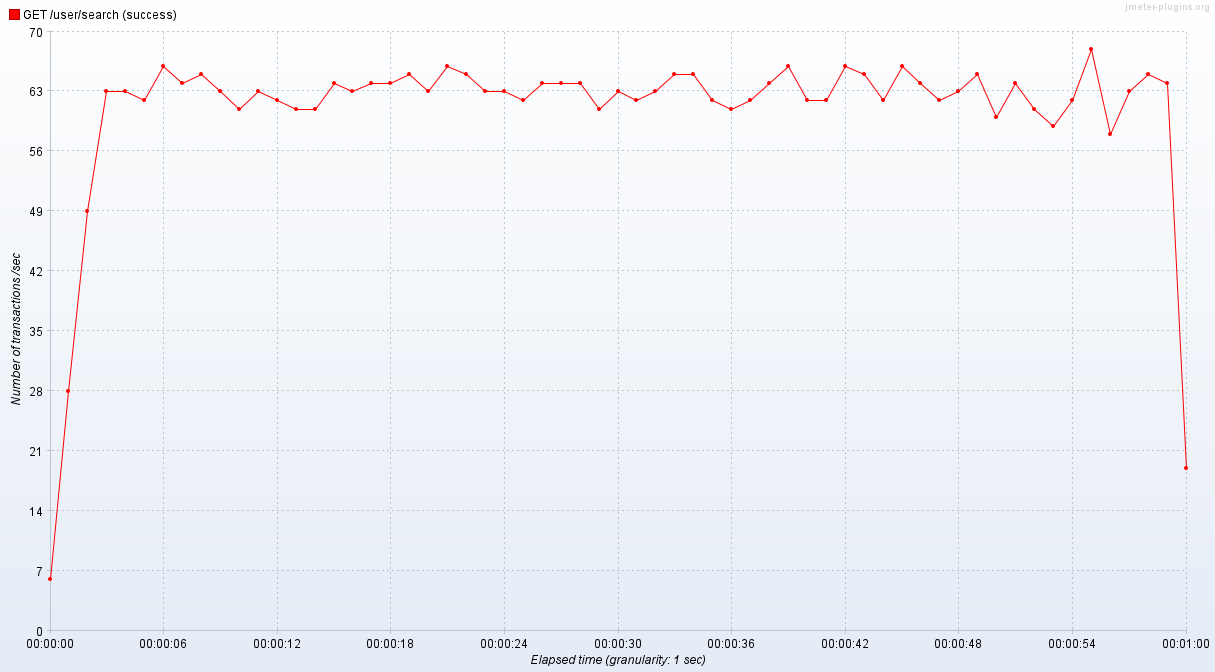 jmeter-plugins.org
GET /user/search (success)
70
63
56
49
42
35
28
21
14
7
0
Number of transactions /sec
00:00:00 00:00:06 00:00:12 00:00:18 00:00:24 00:00:30 00:00:36 00:00:42 00:00:48 00:00:54 00:01:00
Elapsed time (granularity: 1 sec)